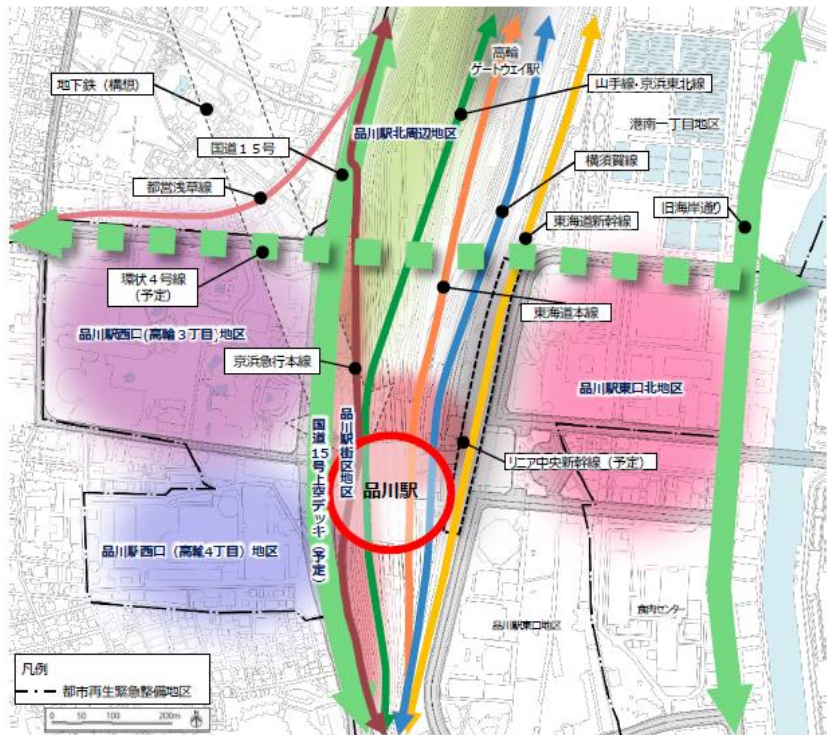 高輪
ゲートウェイ駅
地下鉄（構想）
山手線・京浜東北線
品川駅北周辺地区
港南一丁目地区
国道１５号
横須賀線
都営浅草線
東海道新幹線
旧海岸通り
環状４号線
（予定）
東海道本線
品川駅西口(高輪３丁目)地区
京浜急行本線
品川駅東口北地区
品川駅街区地区
国道１５号上空デッキ（予定）
リニア中央新幹線（予定）
品川駅
品川駅西口（高輪4丁目）地区
食肉センター
品川駅東口地区
凡例
都市再生緊急整備地区
0 50 100 200m